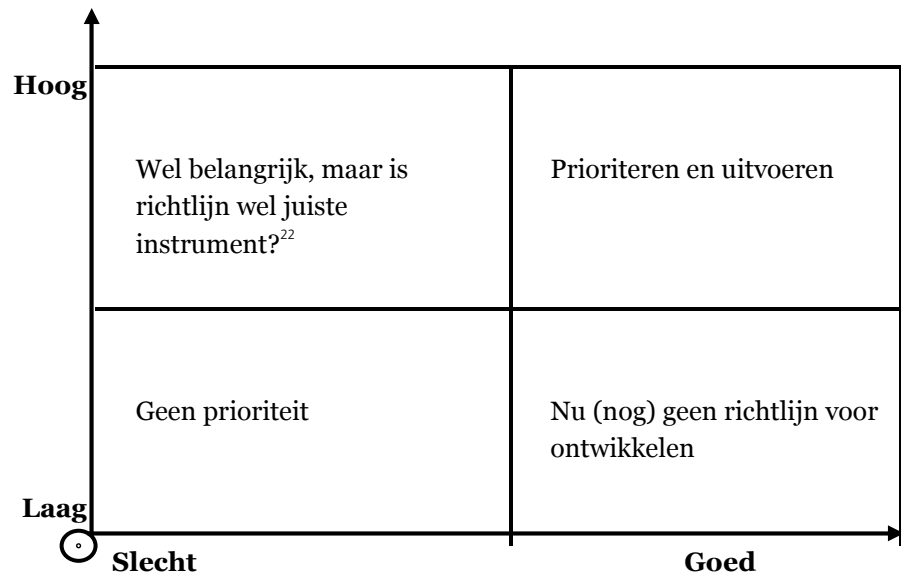 Hoog
Wel belangrijk, maar is
richtlijn wel juiste
instrument?22
Prioriteren en uitvoeren
Geen prioriteit
Nu (nog) geen richtlijn voor
ontwikkelen
Laag
Slecht
Goed